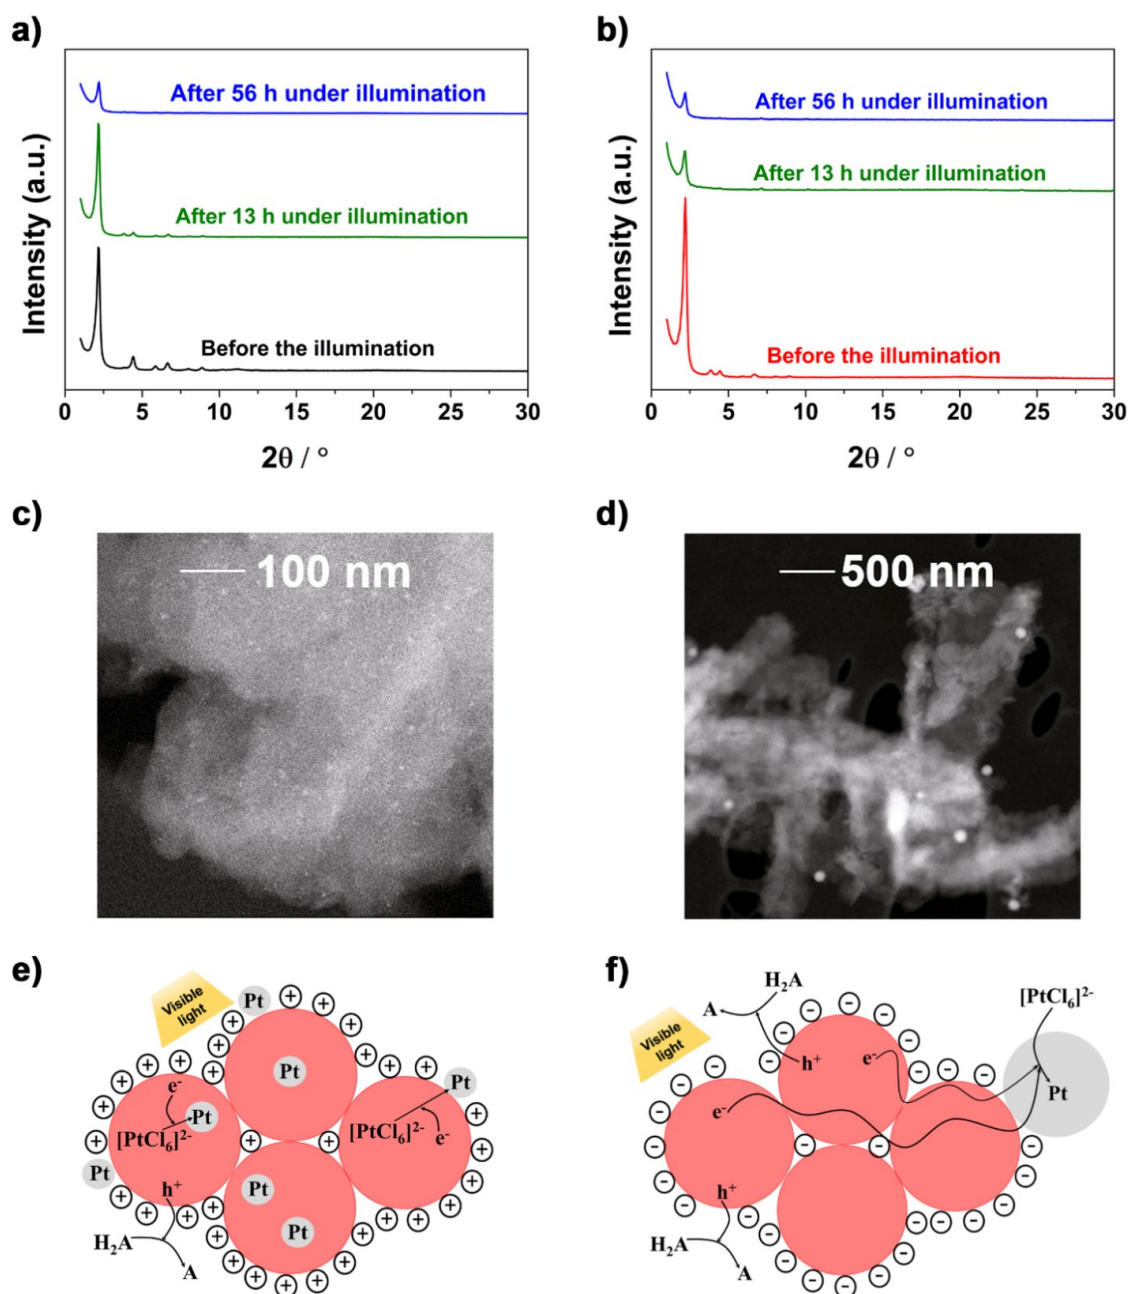 a)
Intensity (a.u.)
After 56 h under illumination
After 13 h under illumination
Before the illumination
0 5 10 15 20 25 30
2θ / °
b)
Intensity (a.u.)
After 56 h under illumination
After 13 h under illumination
Before the illumination
0 5 10 15 20 25 30
2θ / °
c)
100 nm
d)
500 nm
e)
Visible
light
Pt
+ + + + + + + + + + + + + + + + + + + + + + + + + + + + + + + + + + + + + + +
e⁻
Pt
[PtCl₆]²⁻
Pt
Pt
[PtCl₆]²⁻
e⁻
Pt
h⁺
Pt
Pt
H₂A
A
f)
Visible
light
H₂A
A
[PtCl₆]²⁻
h⁺
e⁻
Pt
e⁻
h⁺
H₂A
A
− − − − − − − − − − − − − − − − − − − − − − − − − − − − − − − − − − − − − −